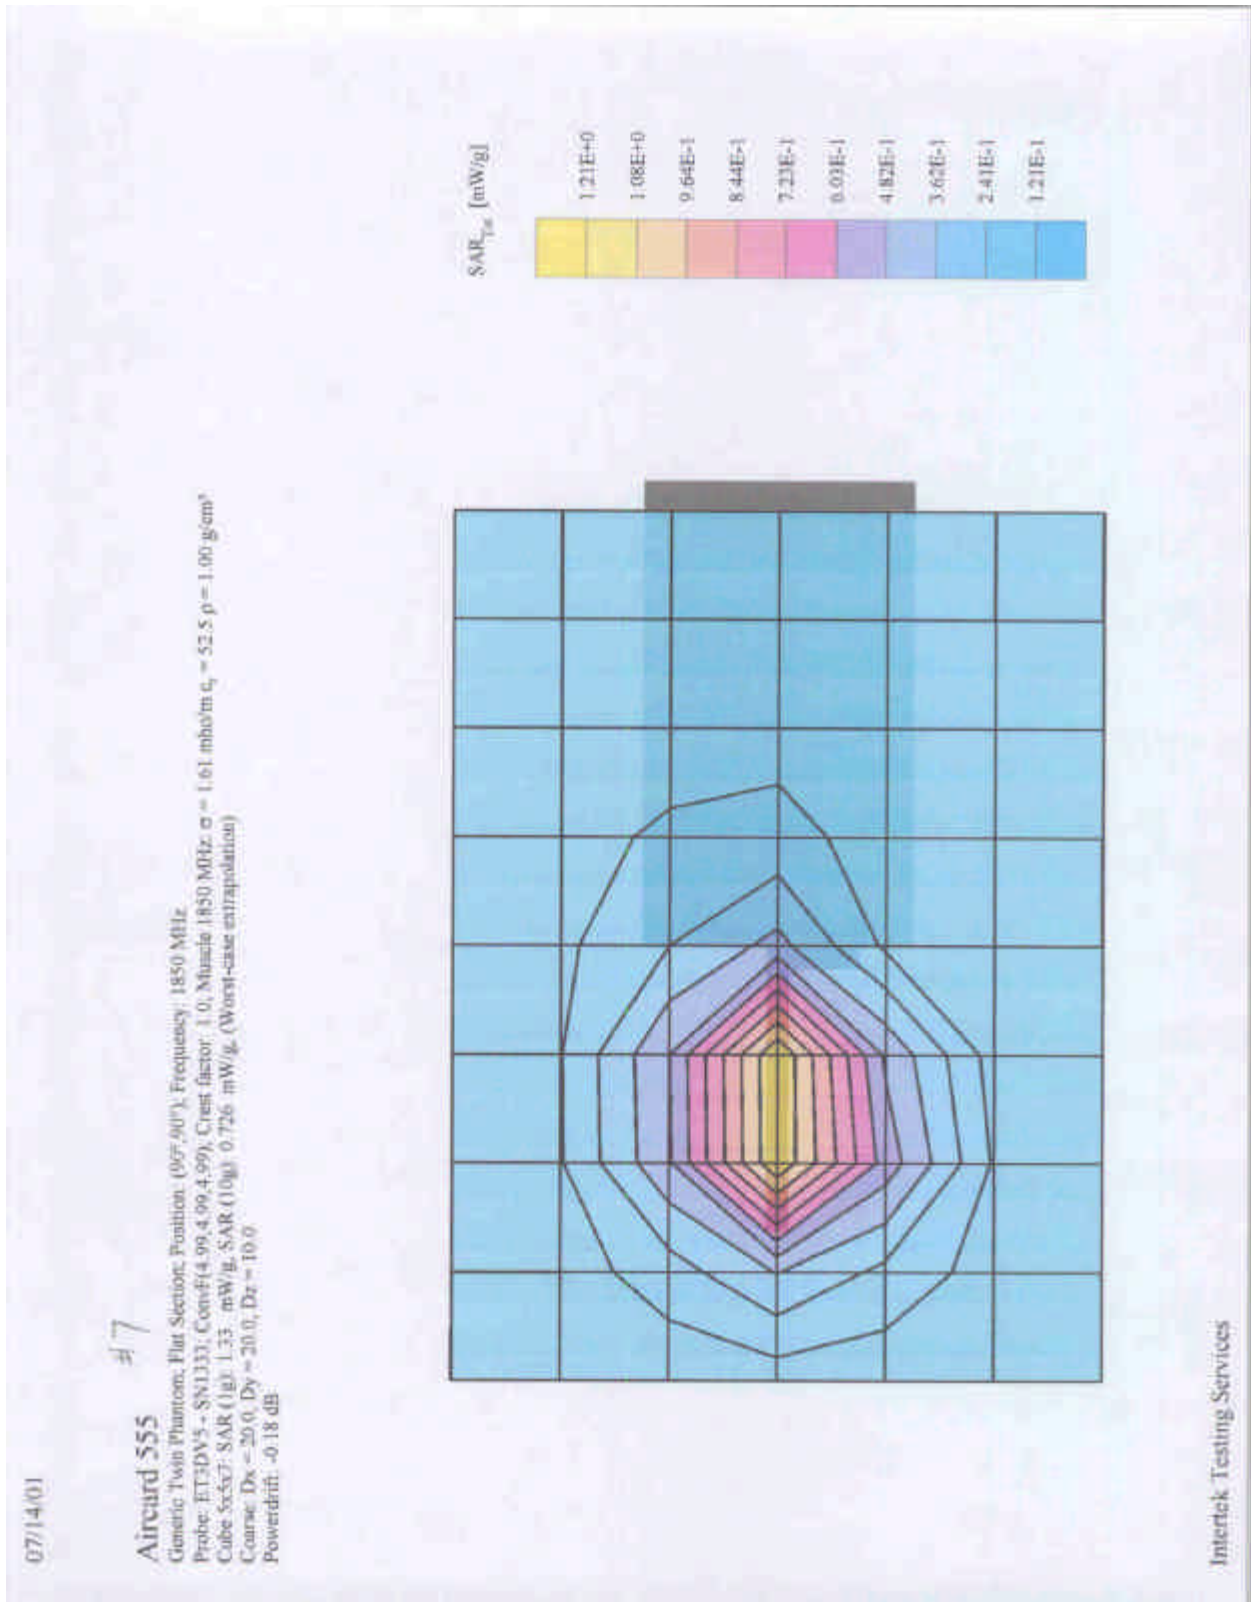 07/14/01
#7
Aircard 555
Generic Twin Phantom; Flat Section; Position: (90°,90°); Frequency: 1850 MHz
Probe: ET3DV5 - SN1333; ConvF(4.99,4.99,4.99); Crest factor: 1.0; Muscle 1850 MHz: σ = 1.61 mho/m εr = 52.5 ρ = 1.00 g/cm³
Cube 5x5x7: SAR (1g): 1.33 mW/g, SAR (10g): 0.726 mW/g, (Worst-case extrapolation)
Coarse: Dx = 20.0, Dy = 20.0, Dz = 10.0
Powerdrift: -0.18 dB
SARTot [mW/g]
1.21E+0
1.08E+0
9.64E-1
8.44E-1
7.23E-1
6.03E-1
4.82E-1
3.62E-1
2.41E-1
1.21E-1
Intertek Testing Services